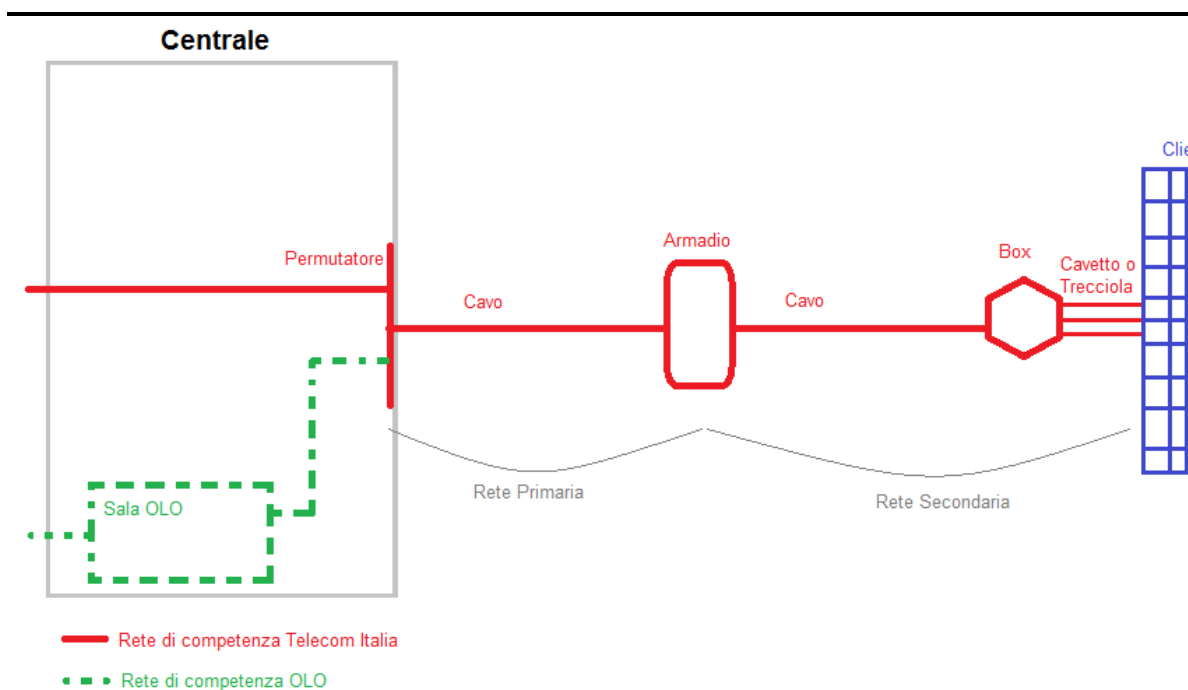 Centrale
Clie
Armadio
Permutatore
Box
Cavetto o
Trecciola
Cavo
Cavo
Sala OLO
Rete Primaria
Rete Secondaria
Rete di competenza Telecom Italia
Rete di competenza OLO